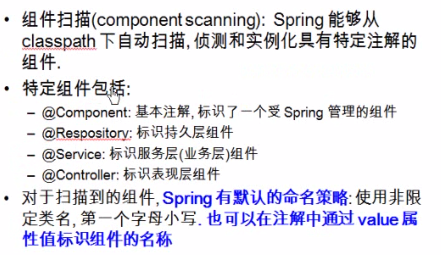 • 组件扫描(component scanning): Spring 能够从
classpath 下自动扫描, 侦测和实例化具有特定注解的
组件.
• 特定组件包括:
– @Component: 基本注解, 标识了一个受 Spring 管理的组件
– @Respository: 标识持久层组件
– @Service: 标识服务层(业务层)组件
– @Controller: 标识表现层组件
• 对于扫描到的组件, Spring 有默认的命名策略: 使用非限
定类名, 第一个字母小写. 也可以在注解中通过 value 属
性值标识组件的名称